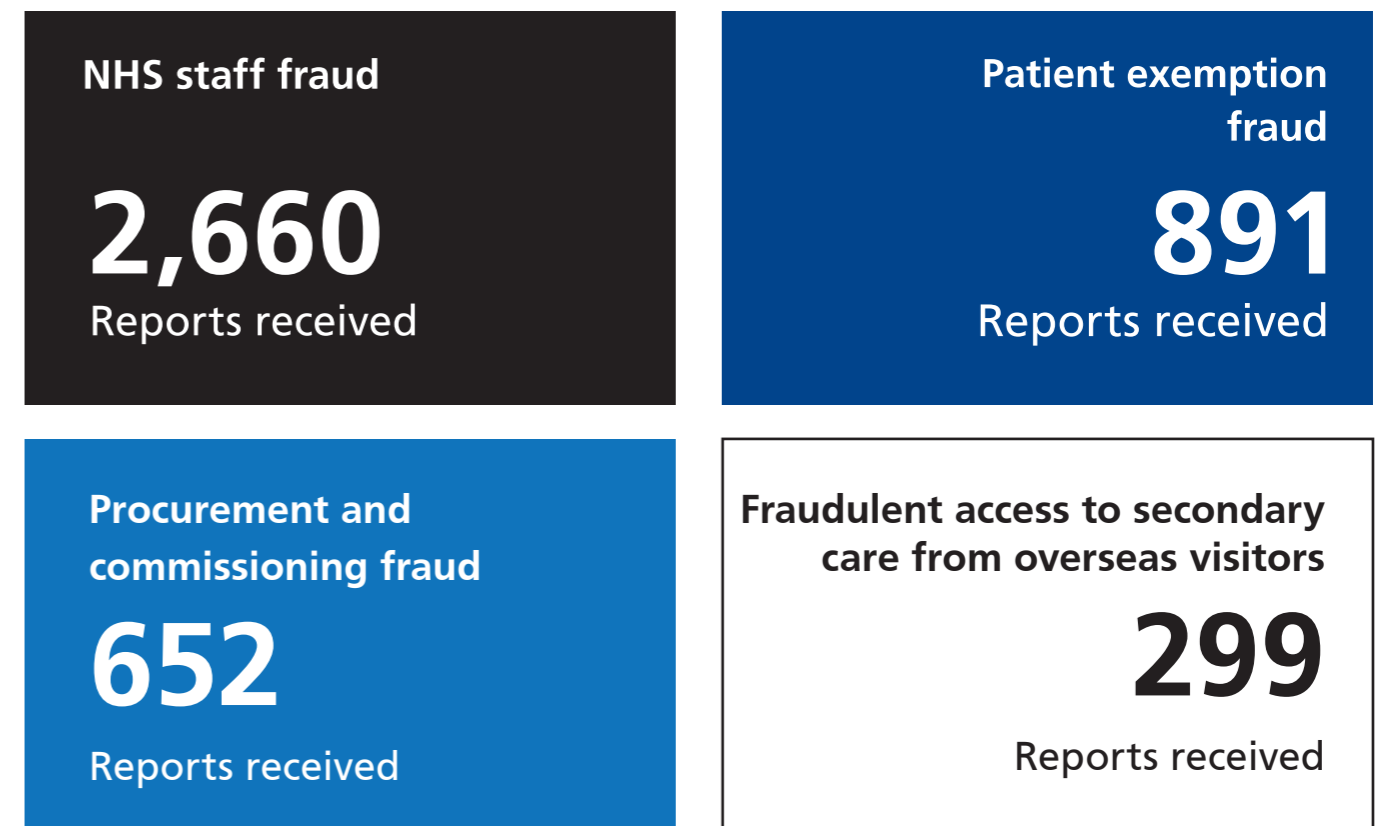 NHS staff fraud
2,660
Reports received
Patient exemption
fraud
891
Reports received
Procurement and
commissioning fraud
652
Reports received
Fraudulent access to secondary
care from overseas visitors
299
Reports received